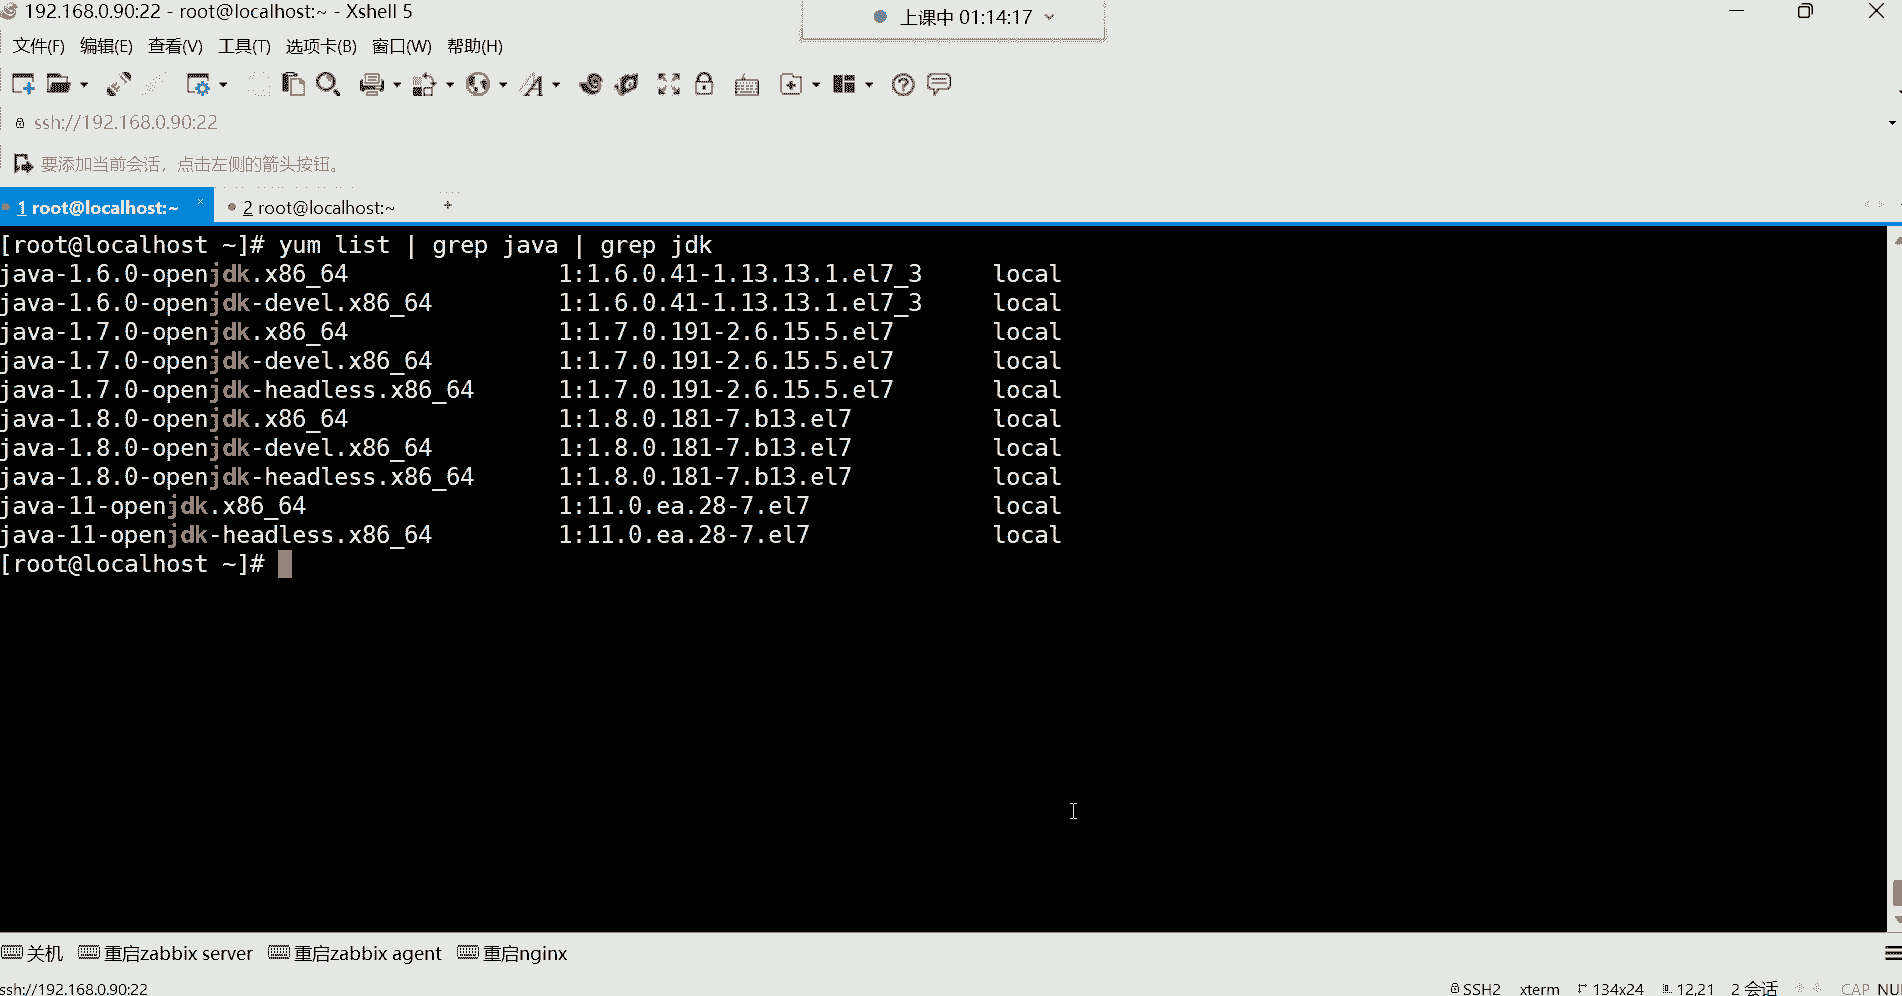 192.168.0.90:22 - root@localhost:~ - Xshell 5
上课中 01:14:17
文件(F) 编辑(E) 查看(V) 工具(T) 选项卡(B) 窗口(W) 帮助(H)
ssh://192.168.0.90:22
要添加当前会话，点击左侧的箭头按钮。
1 root@localhost:~ × 2 root@localhost:~ +
[root@localhost ~]# yum list | grep java | grep jdk
java-1.6.0-openjdk.x86_64 1:1.6.0.41-1.13.13.1.el7_3 local
java-1.6.0-openjdk-devel.x86_64 1:1.6.0.41-1.13.13.1.el7_3 local
java-1.7.0-openjdk.x86_64 1:1.7.0.191-2.6.15.5.el7 local
java-1.7.0-openjdk-devel.x86_64 1:1.7.0.191-2.6.15.5.el7 local
java-1.7.0-openjdk-headless.x86_64 1:1.7.0.191-2.6.15.5.el7 local
java-1.8.0-openjdk.x86_64 1:1.8.0.181-7.b13.el7 local
java-1.8.0-openjdk-devel.x86_64 1:1.8.0.181-7.b13.el7 local
java-1.8.0-openjdk-headless.x86_64 1:1.8.0.181-7.b13.el7 local
java-11-openjdk.x86_64 1:11.0.ea.28-7.el7 local
java-11-openjdk-headless.x86_64 1:11.0.ea.28-7.el7 local
[root@localhost ~]#
关机 重启zabbix server 重启zabbix agent 重启nginx
ssh://192.168.0.90:22 SSH2 xterm 134x24 12,21 2 会话 CAP NU